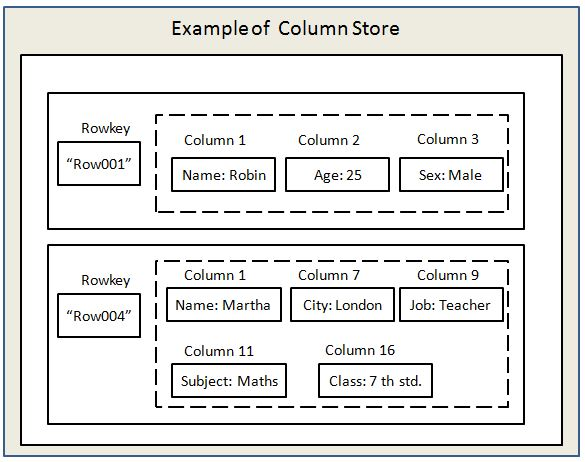 Example of Column Store
Rowkey
"Row001"
Column 1
Column 2
Column 3
Name: Robin
Age: 25
Sex: Male
Rowkey
"Row004"
Column 1
Column 7
Column 9
Name: Martha
City: London
Job: Teacher
Column 11
Column 16
Subject: Maths
Class: 7 th std.